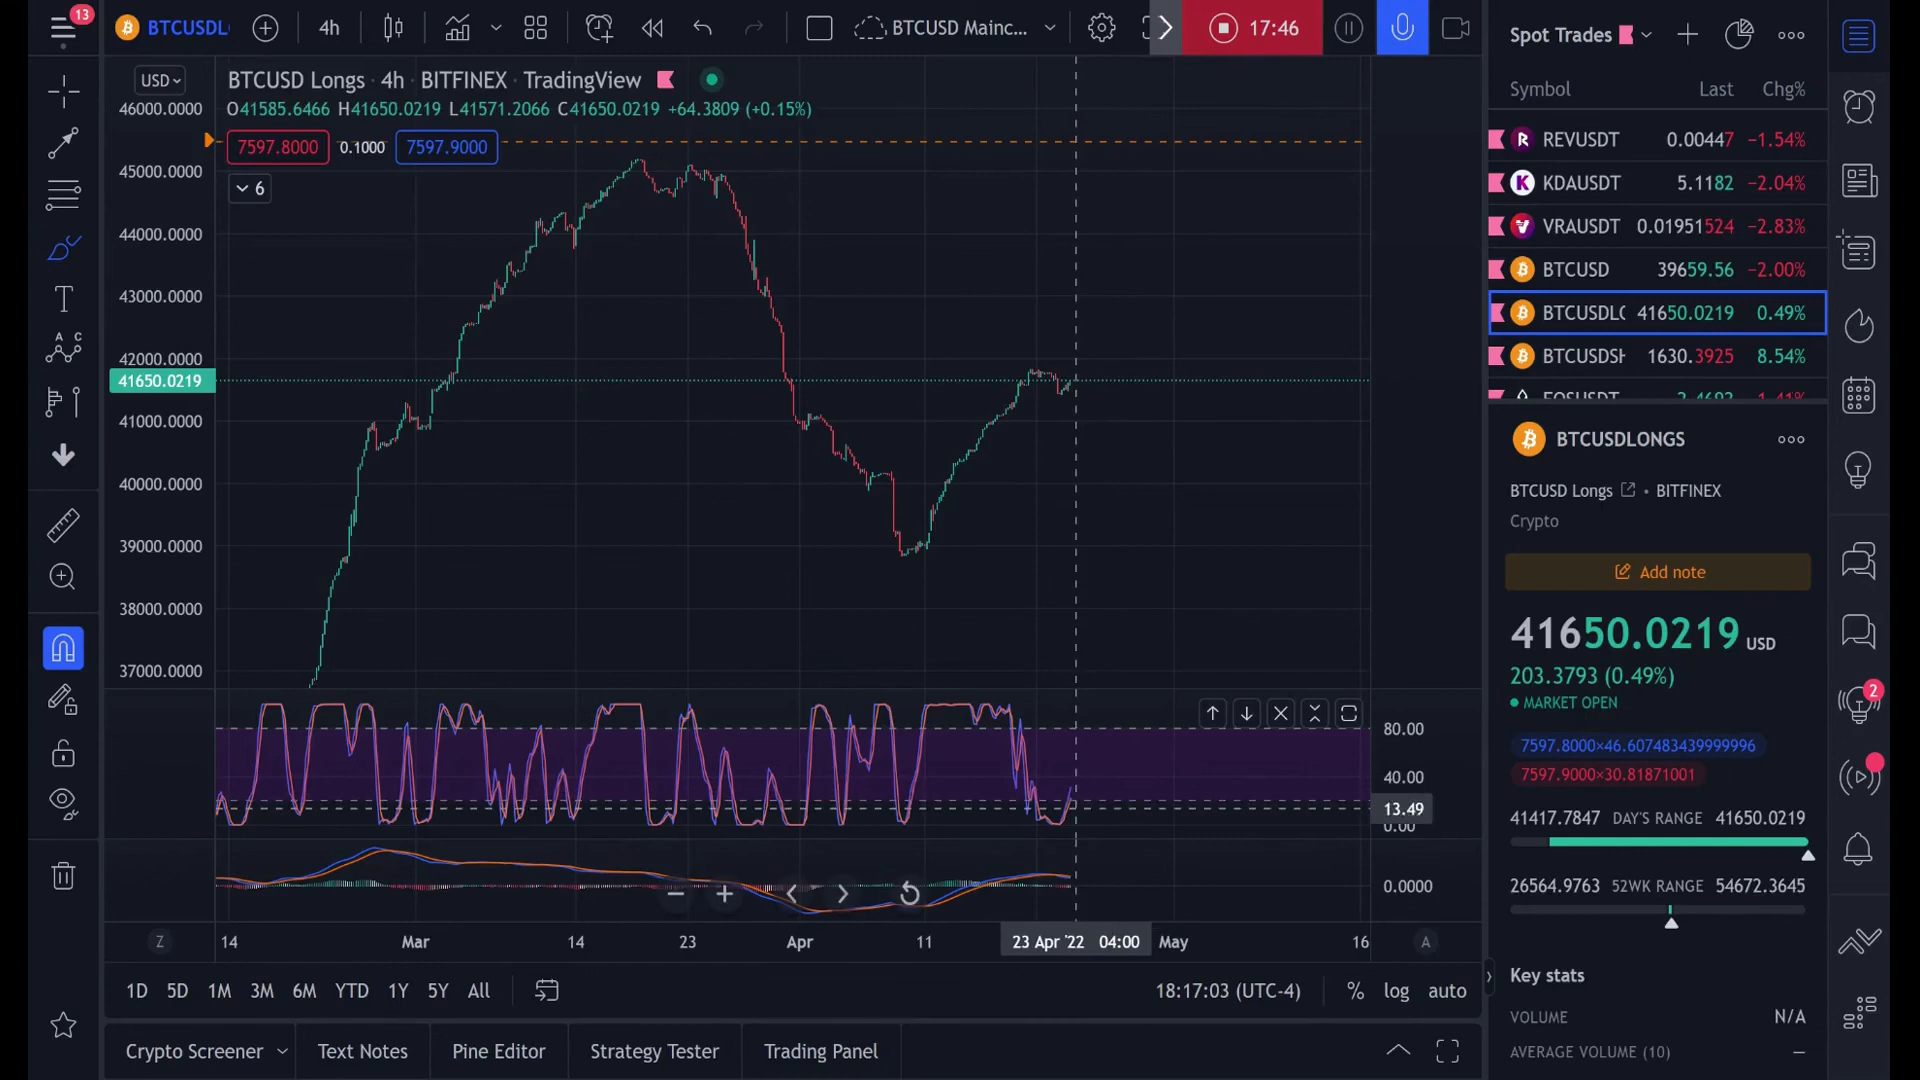 13
BTCUSDL
4h
BTCUSD Mainc...
17:46
USD
BTCUSD Longs · 4h · BITFINEX · TradingView
O41585.6466 H41650.0219 L41571.2066 C41650.0219 +64.3809 (+0.15%)
7597.8000 0.1000 7597.9000
6
46000.0000
45000.0000
44000.0000
43000.0000
42000.0000
41650.0219
41000.0000
40000.0000
39000.0000
38000.0000
37000.0000
80.00
40.00
13.49
0.00
0.0000
Z 14 Mar 14 23 Apr 11 23 Apr '22 04:00 May 16 A
1D 5D 1M 3M 6M YTD 1Y 5Y All
18:17:03 (UTC-4) % log auto
Crypto Screener Text Notes Pine Editor Strategy Tester Trading Panel
Spot Trades
Symbol Last Chg%
REVUSDT 0.00447 −1.54%
KDAUSDT 5.1182 −2.04%
VRAUSDT 0.01951524 −2.83%
BTCUSD 39659.56 −2.00%
BTCUSDLO 41650.0219 0.49%
BTCUSDSH 1630.3925 8.54%
BTCUSDLONGS
BTCUSD Longs · BITFINEX
Crypto
Add note
41650.0219 USD
203.3793 (0.49%)
MARKET OPEN
7597.8000×46.607483439999996
7597.9000×30.81871001
41417.7847 DAY'S RANGE 41650.0219
26564.9763 52WK RANGE 54672.3645
Key stats
VOLUME N/A
AVERAGE VOLUME (10) —
2